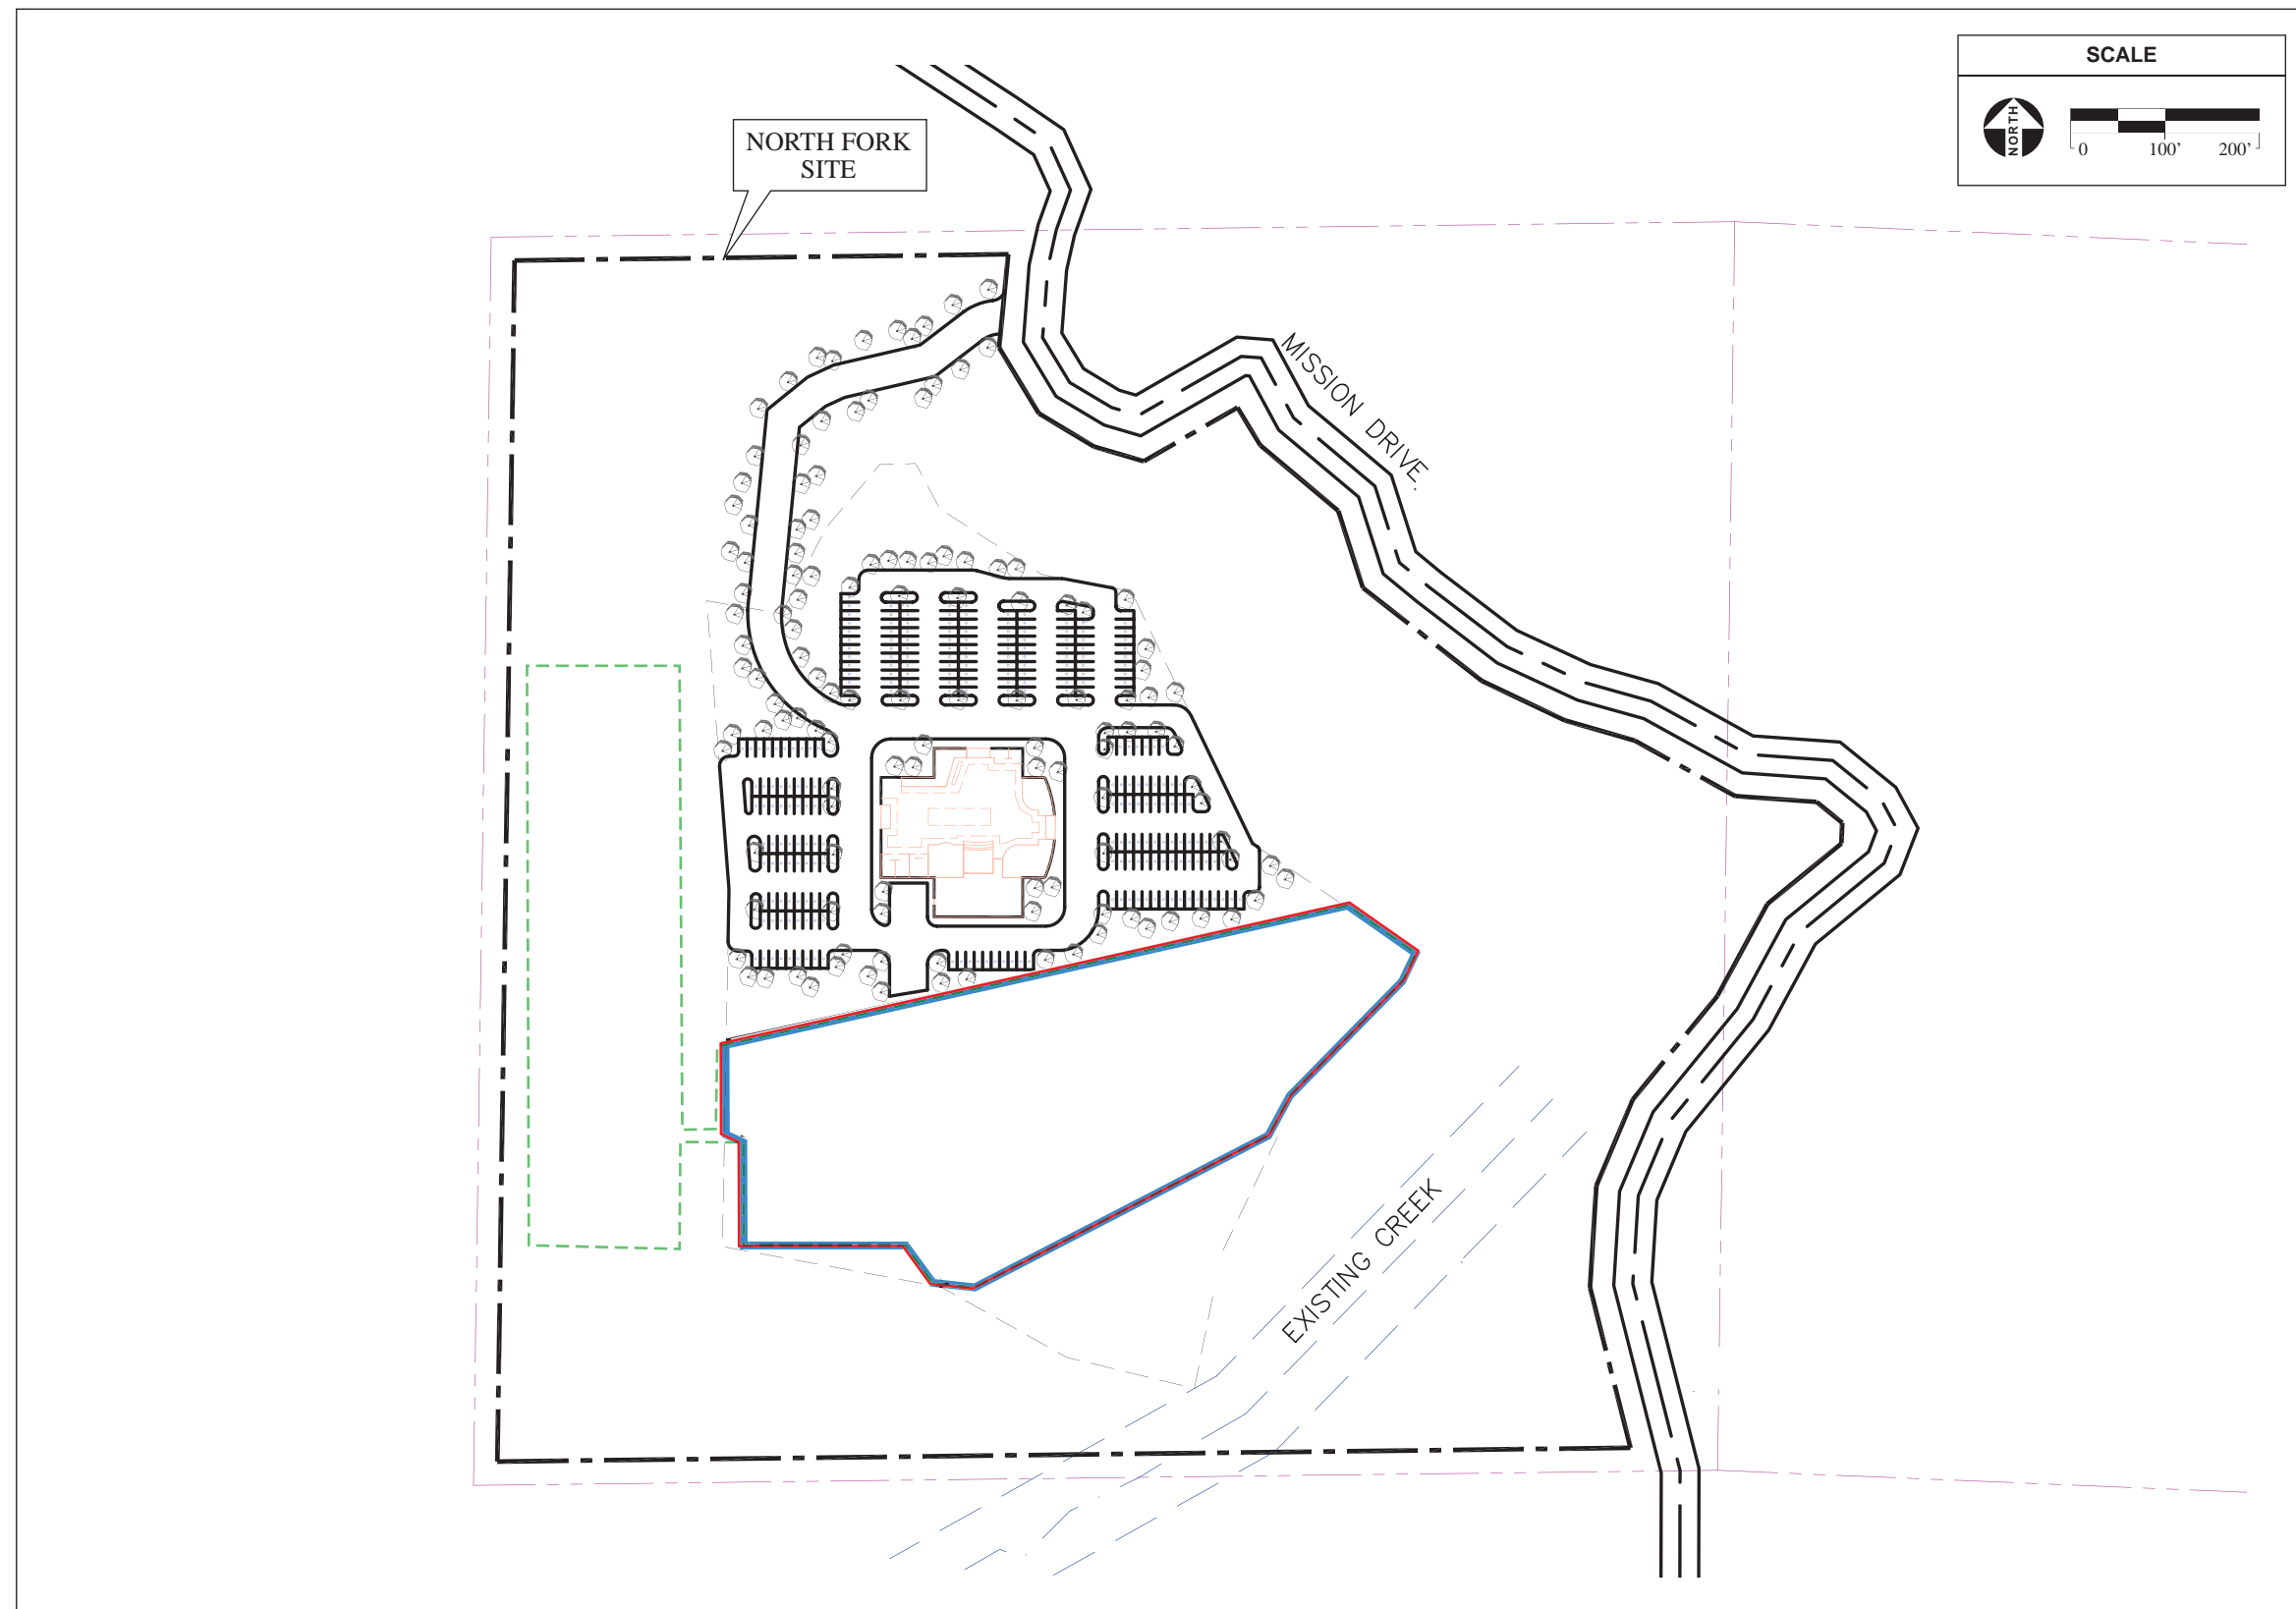 SCALE
NORTH
0 100' 200'
NORTH FORK
SITE
MISSION DRIVE.
EXISTING CREEK